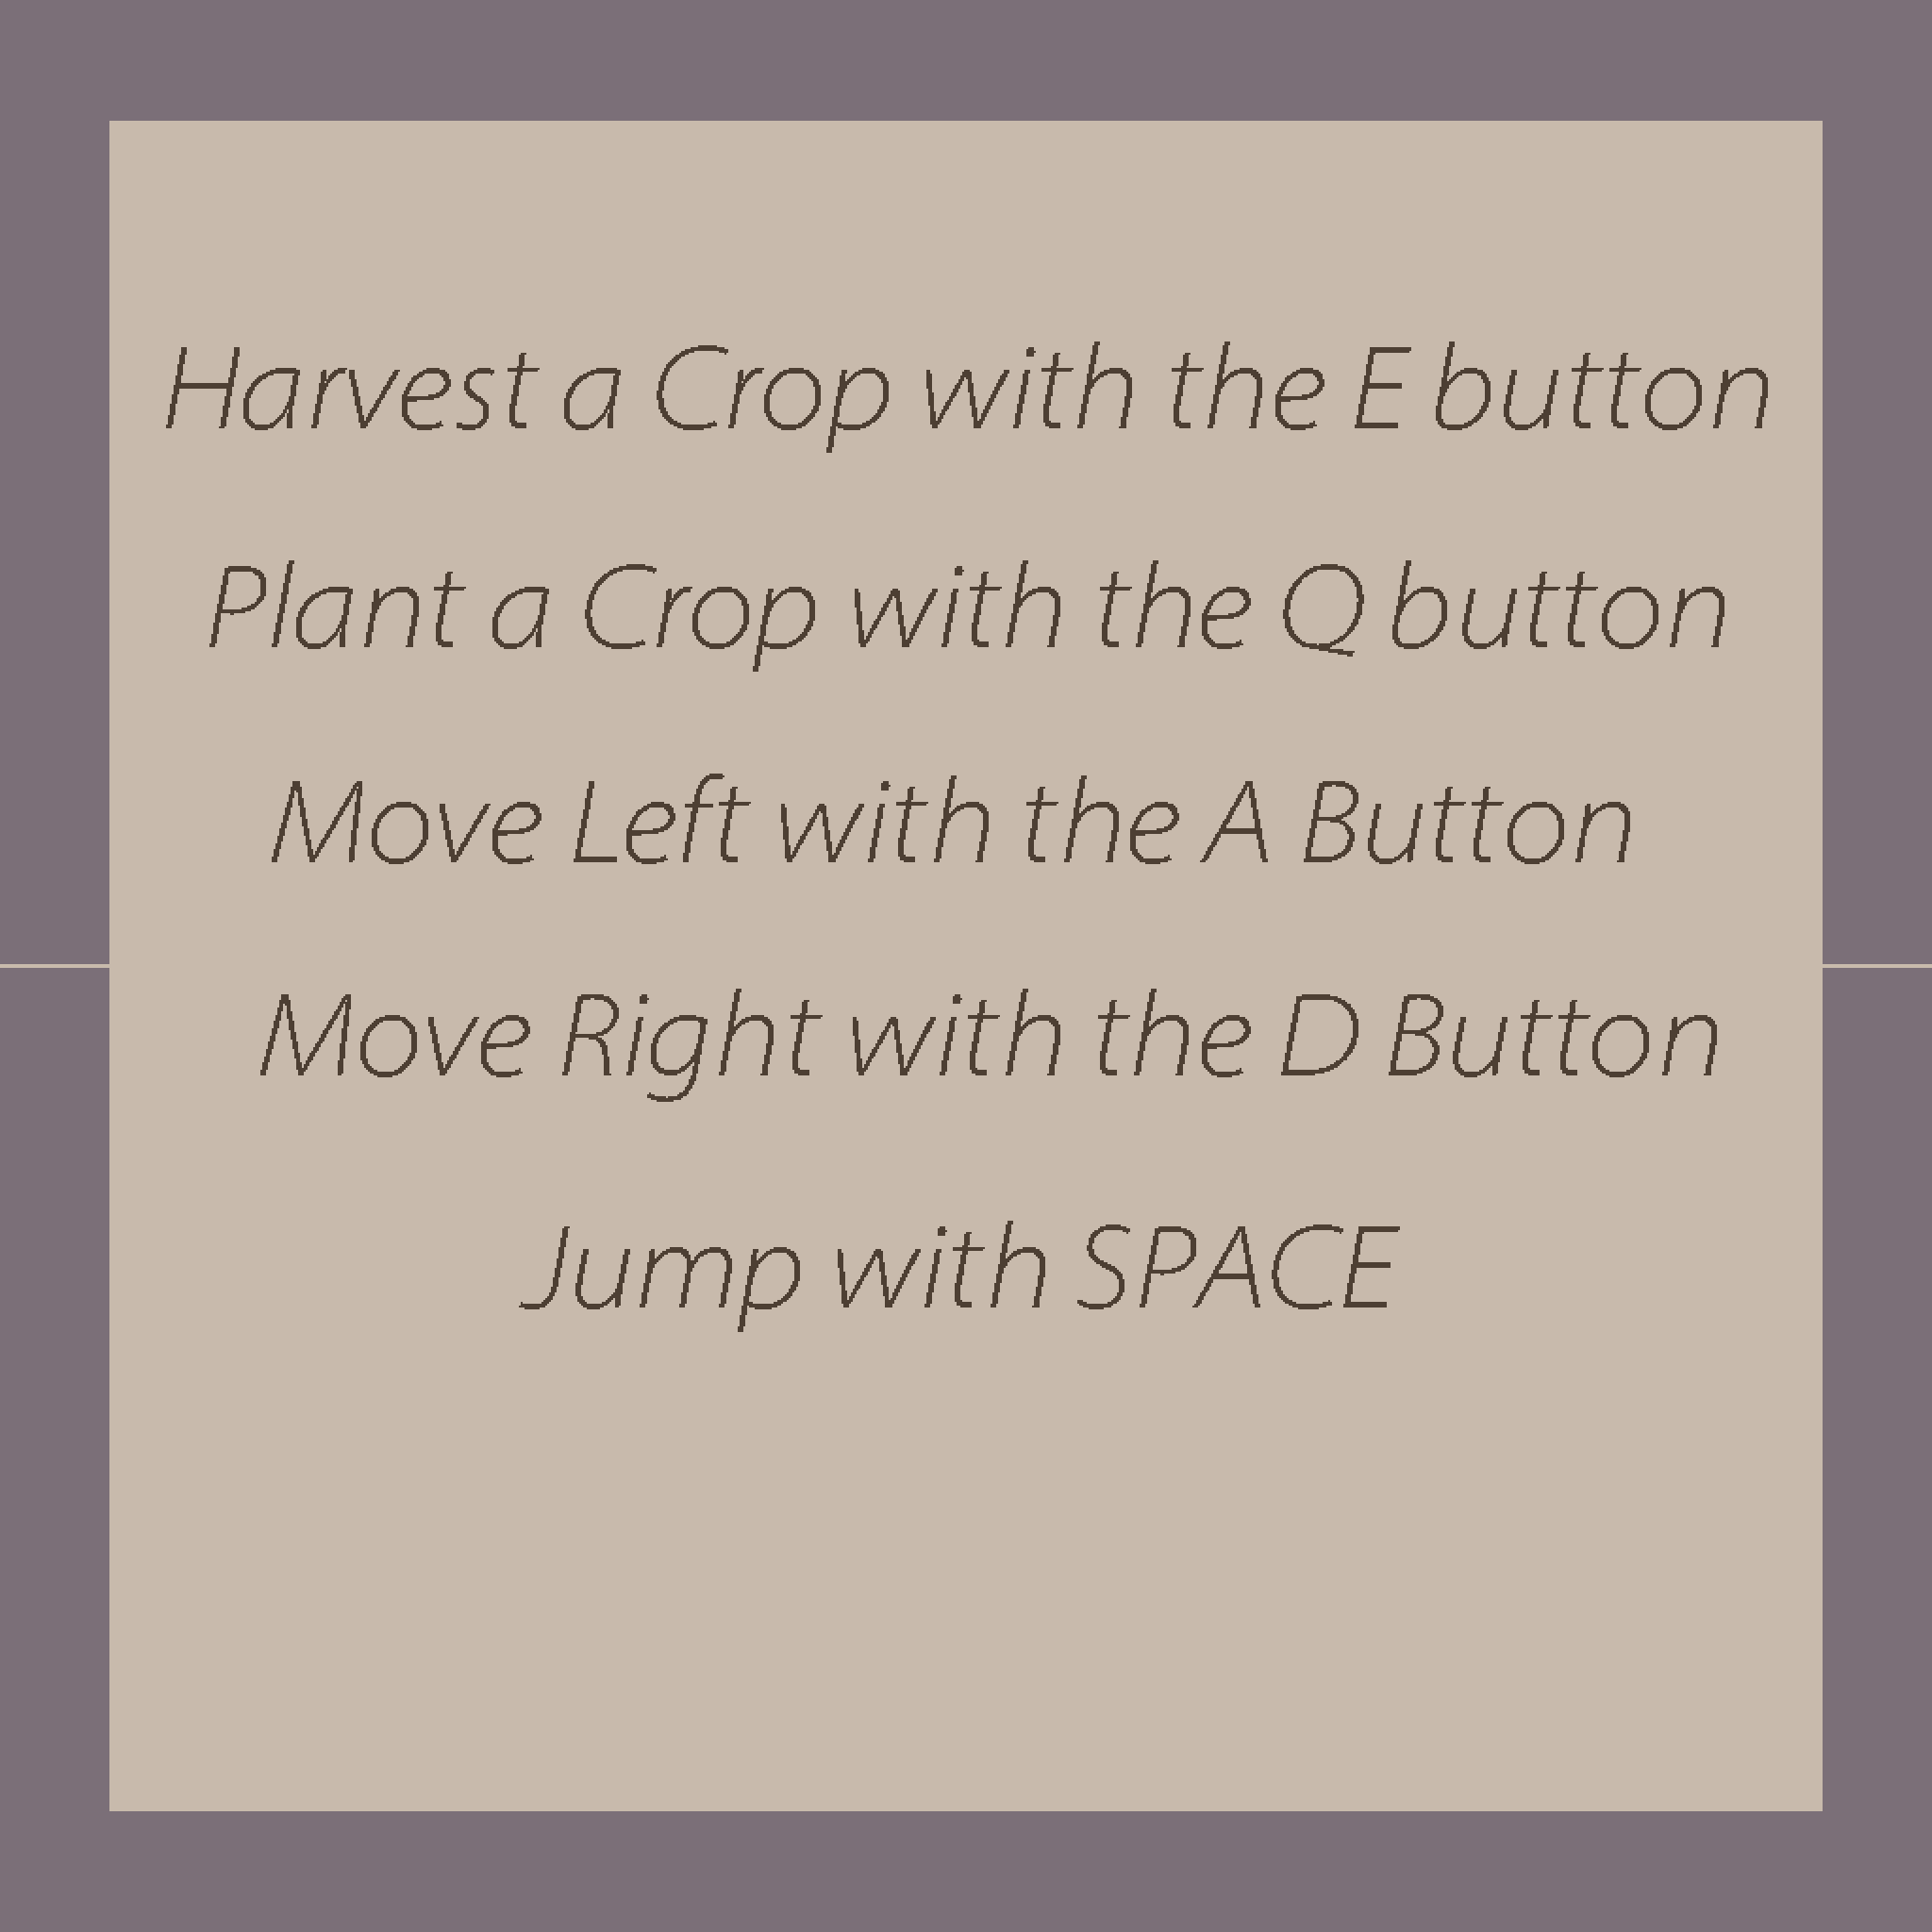 Harvest a Crop with the E button
Plant a Crop with the Q button
Move Left with the A Button
Move Right with the D Button
Jump with SPACE